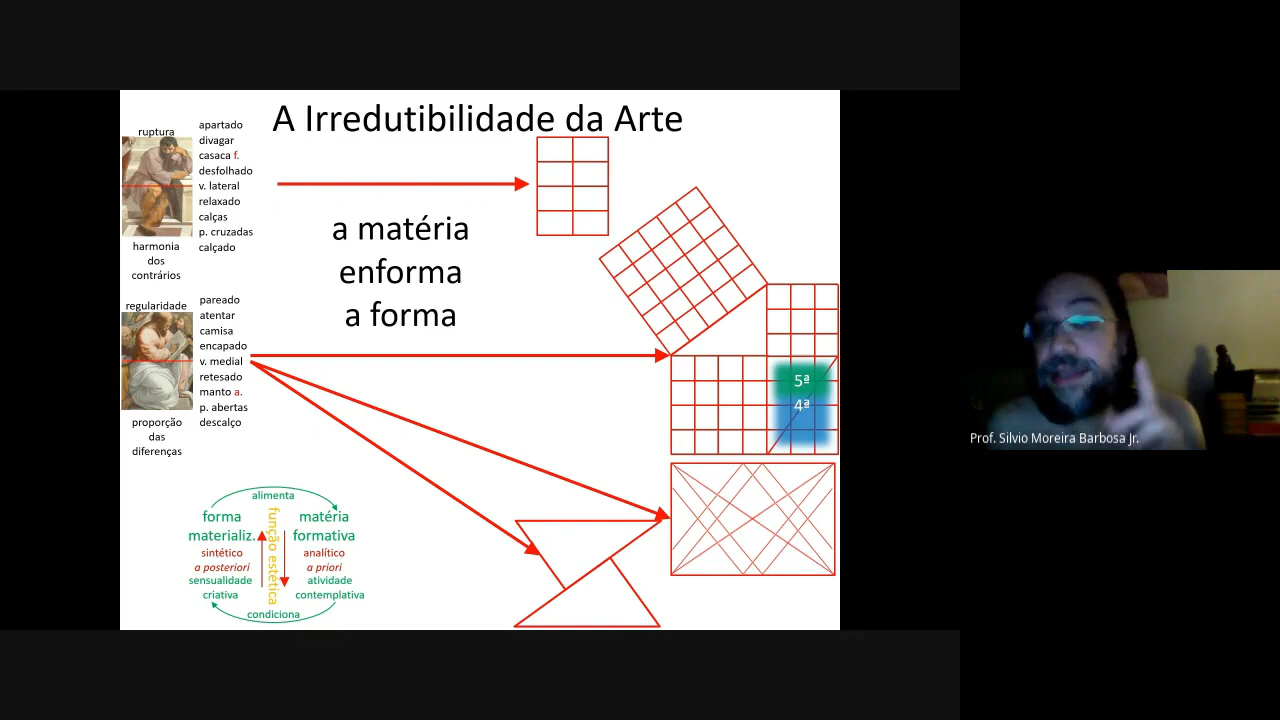 A Irredutibilidade da Arte
ruptura
harmonia
dos
contrários
apartado
divagar
casaca f.
desfolhado
v. lateral
relaxado
calças
p. cruzadas
calçado
a matéria
enforma
a forma
regularidade
proporção
das
diferenças
pareado
atentar
camisa
encapado
v. medial
retesado
manto a.
p. abertas
descalço
5ª
4ª
alimenta
forma
materializ.
sintético
a posteriori
sensualidade
criativa
função estética
matéria
formativa
analítico
a priori
atividade
contemplativa
condiciona
Prof. Silvio Moreira Barbosa Jr.